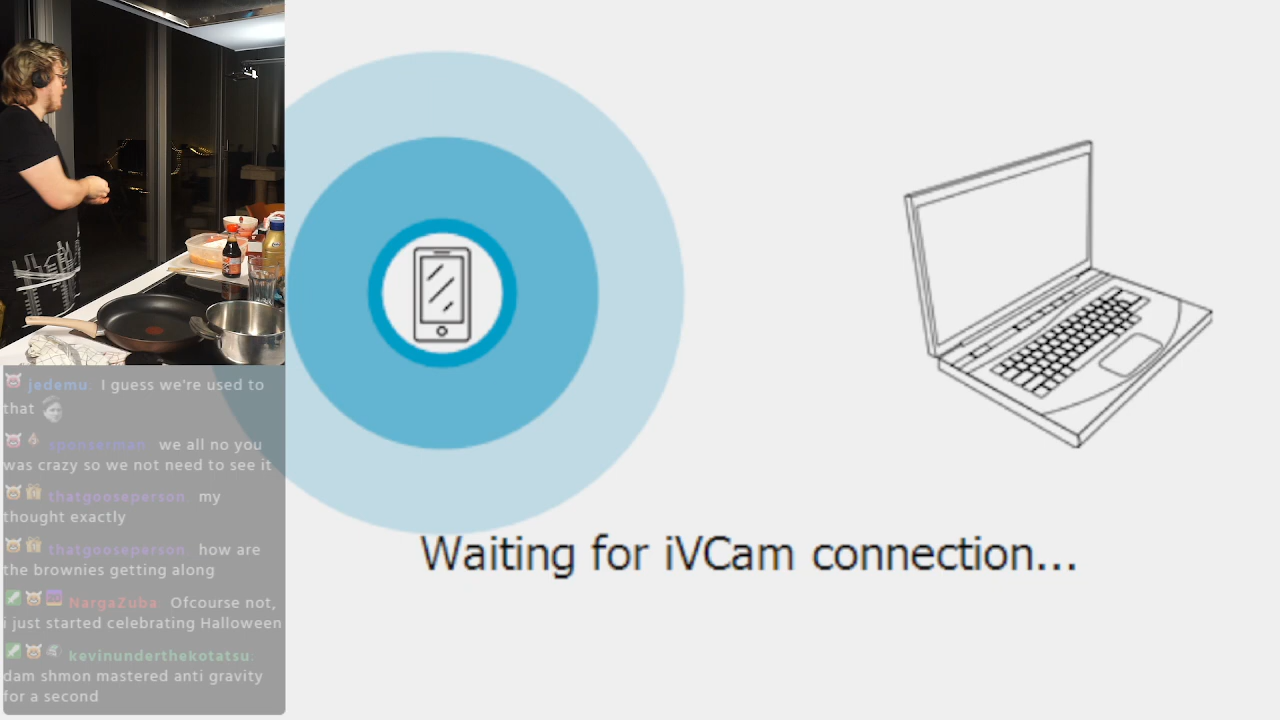 jedemu: I guess we're used to
that
sponserman: we all no you
was crazy so we not need to see it
thatgooseperson: my
thought exactly
thatgooseperson: how are
the brownies getting along
NargaZuba: Ofcourse not,
i just started celebrating Halloween
kevinunderthekotatsu:
dam shmon mastered anti gravity
for a second
Waiting for iVCam connection...